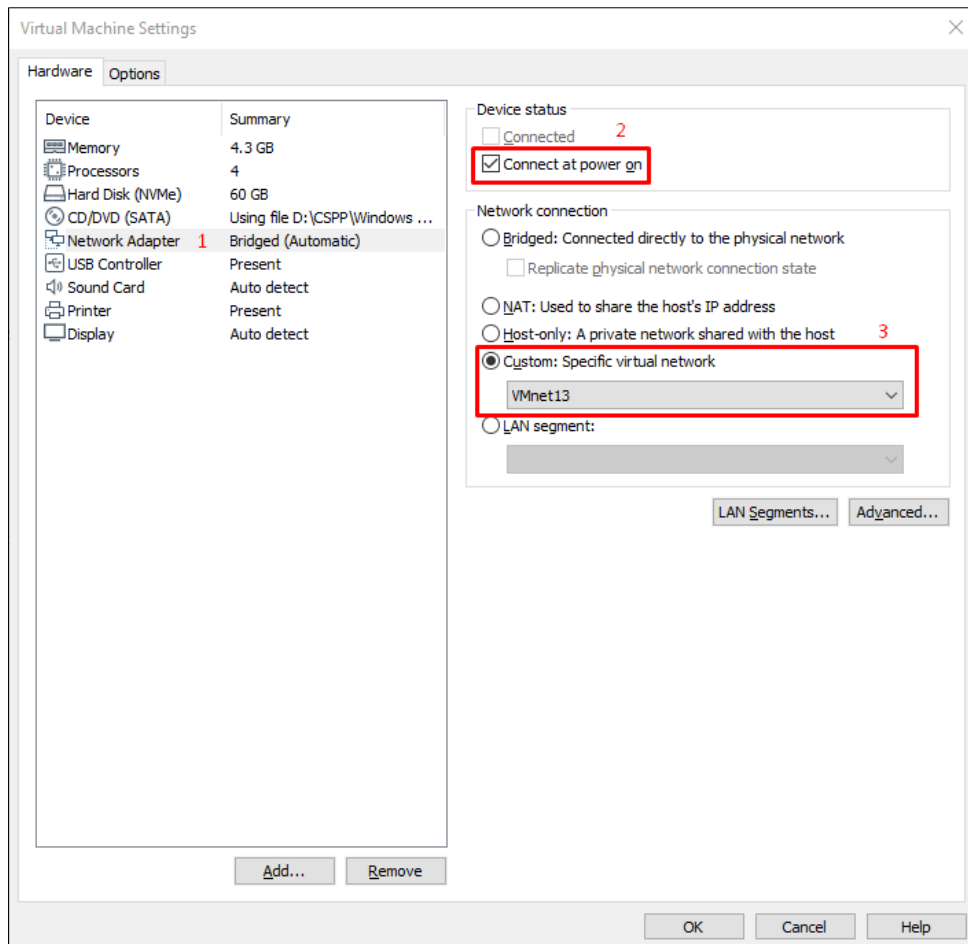 Virtual Machine Settings
Hardware
Options
Device Summary
Memory 4.3 GB
Processors 4
Hard Disk (NVMe) 60 GB
CD/DVD (SATA) Using file D:\CSPP\Windows ...
Network Adapter 1 Bridged (Automatic)
USB Controller Present
Sound Card Auto detect
Printer Present
Display Auto detect
Add...
Remove
Device status
Connected 2
Connect at power on
Network connection
Bridged: Connected directly to the physical network
Replicate physical network connection state
NAT: Used to share the host's IP address
Host-only: A private network shared with the host 3
Custom: Specific virtual network
VMnet13
LAN segment:
LAN Segments...
Advanced...
OK
Cancel
Help